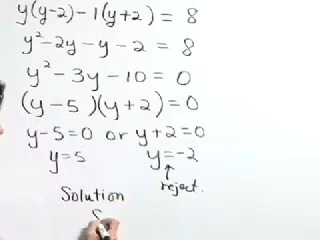 y(y-2)-1(y+2) = 8
y²-2y-y-2 = 8
y²-3y-10 = 0
(y-5)(y+2)=0
y-5=0 or y+2=0
y=5 y=-2
↑
reject.
Solution
S